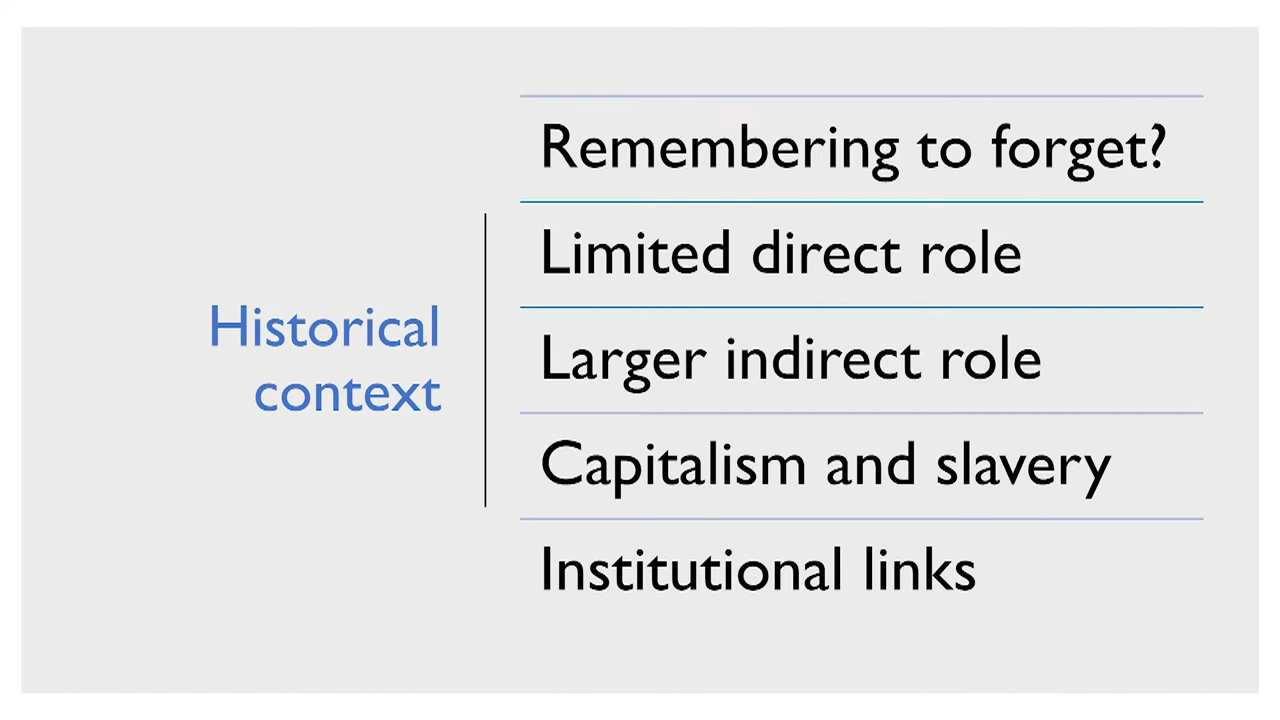 Historical
context
Remembering to forget?
Limited direct role
Larger indirect role
Capitalism and slavery
Institutional links